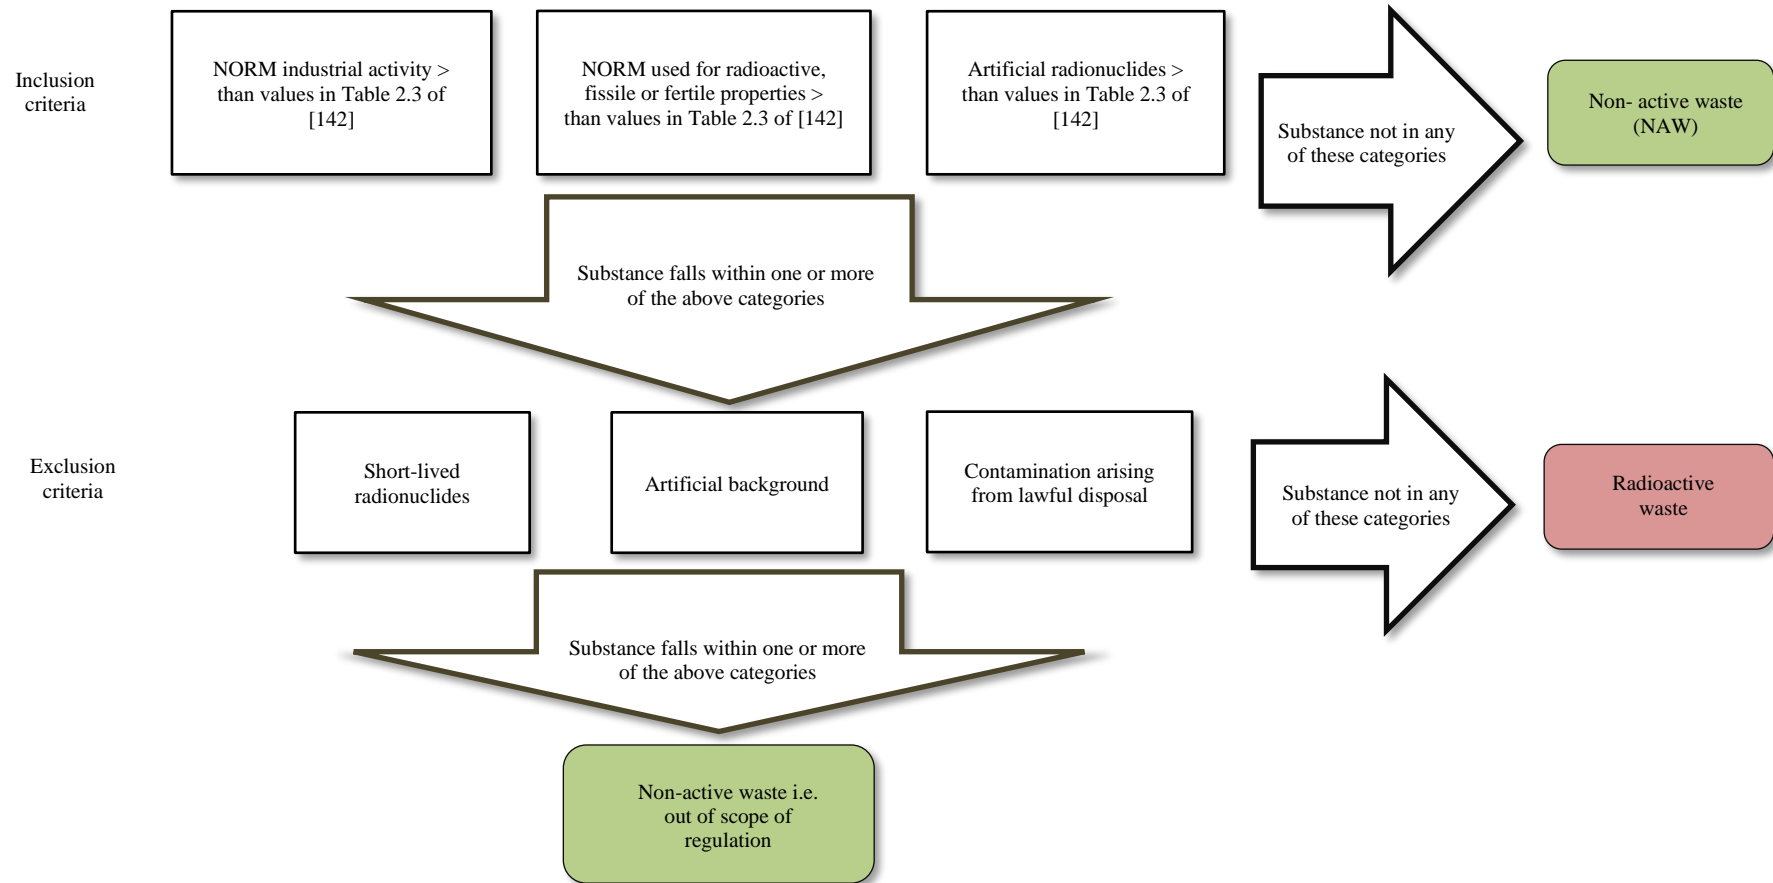 Inclusion
criteria
NORM industrial activity >
than values in Table 2.3 of
[142]
NORM used for radioactive,
fissile or fertile properties >
than values in Table 2.3 of [142]
Artificial radionuclides >
than values in Table 2.3 of
[142]
Substance not in any
of these categories
Non- active waste
(NAW)
Substance falls within one or more
of the above categories
Exclusion
criteria
Short-lived
radionuclides
Artificial background
Contamination arising
from lawful disposal
Substance not in any
of these categories
Radioactive
waste
Substance falls within one or more
of the above categories
Non-active waste i.e.
out of scope of
regulation